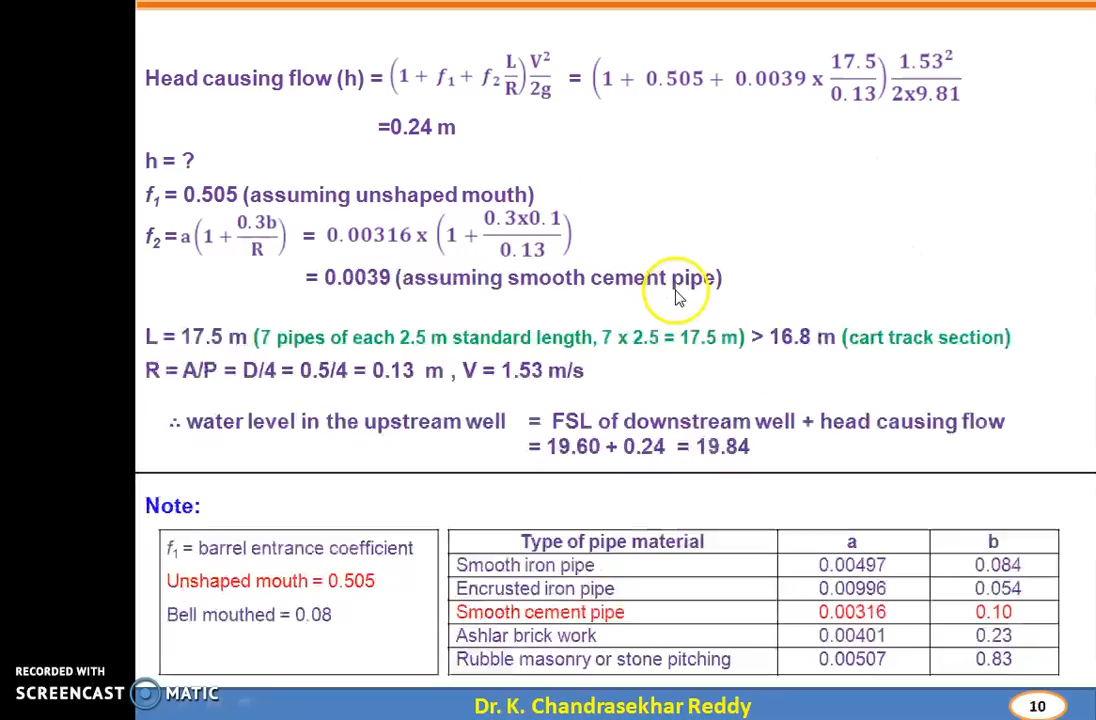 Head causing flow (h) = (1 + f₁ + f₂ L/R) V²/2g = (1 + 0.505 + 0.0039 x 17.5/0.13) 1.53²/2x9.81
=0.24 m
h = ?
f₁ = 0.505 (assuming unshaped mouth)
f₂ = a(1 + 0.3b/R) = 0.00316 x (1 + 0.3x0.1/0.13)
= 0.0039 (assuming smooth cement pipe)
L = 17.5 m (7 pipes of each 2.5 m standard length, 7 x 2.5 = 17.5 m) > 16.8 m (cart track section)
R = A/P = D/4 = 0.5/4 = 0.13 m , V = 1.53 m/s
∴ water level in the upstream well = FSL of downstream well + head causing flow
= 19.60 + 0.24 = 19.84
Note:
f₁ = barrel entrance coefficient
Unshaped mouth = 0.505
Bell mouthed = 0.08
Type of pipe material a b
Smooth iron pipe 0.00497 0.084
Encrusted iron pipe 0.00996 0.054
Smooth cement pipe 0.00316 0.10
Ashlar brick work 0.00401 0.23
Rubble masonry or stone pitching 0.00507 0.83
RECORDED WITH
SCREENCAST MATIC
Dr. K. Chandrasekhar Reddy
10